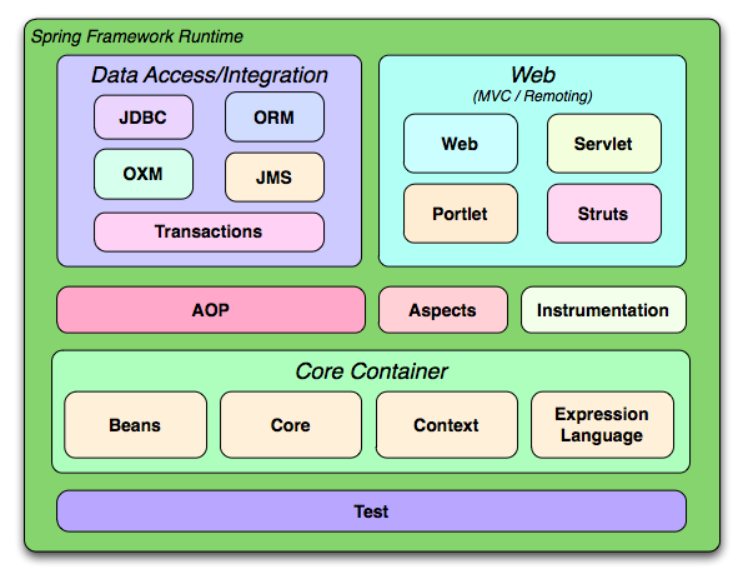 Spring Framework Runtime
Data Access/Integration
JDBC
ORM
OXM
JMS
Transactions
Web
(MVC / Remoting)
Web
Servlet
Portlet
Struts
AOP
Aspects
Instrumentation
Core Container
Beans
Core
Context
Expression
Language
Test